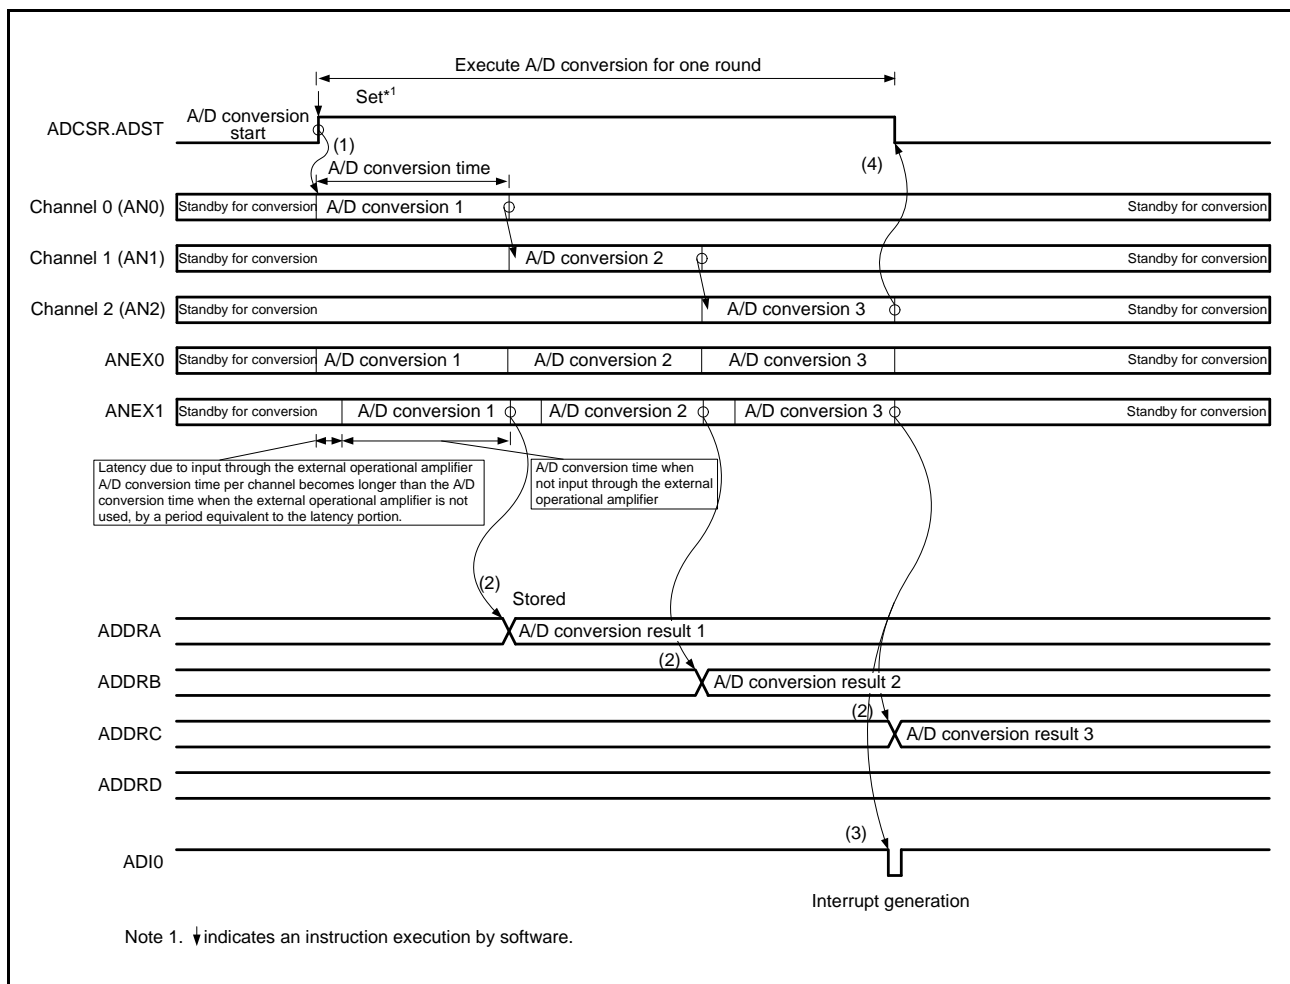 Execute A/D conversion for one round
Set*1
A/D conversion
start
ADCSR.ADST
(1)
(4)
A/D conversion time
Channel 0 (AN0)
Standby for conversion
A/D conversion 1
Standby for conversion
Channel 1 (AN1)
Standby for conversion
A/D conversion 2
Standby for conversion
Channel 2 (AN2)
Standby for conversion
A/D conversion 3
Standby for conversion
ANEX0
Standby for conversion
A/D conversion 1
A/D conversion 2
A/D conversion 3
Standby for conversion
ANEX1
Standby for conversion
A/D conversion 1
A/D conversion 2
A/D conversion 3
Standby for conversion
Latency due to input through the external operational amplifier
A/D conversion time per channel becomes longer than the A/D
conversion time when the external operational amplifier is not
used, by a period equivalent to the latency portion.
A/D conversion time when
not input through the external
operational amplifier
(2)
Stored
ADDRA
A/D conversion result 1
(2)
ADDRB
A/D conversion result 2
(2)
ADDRC
A/D conversion result 3
ADDRD
(3)
ADI0
Interrupt generation
Note 1. indicates an instruction execution by software.